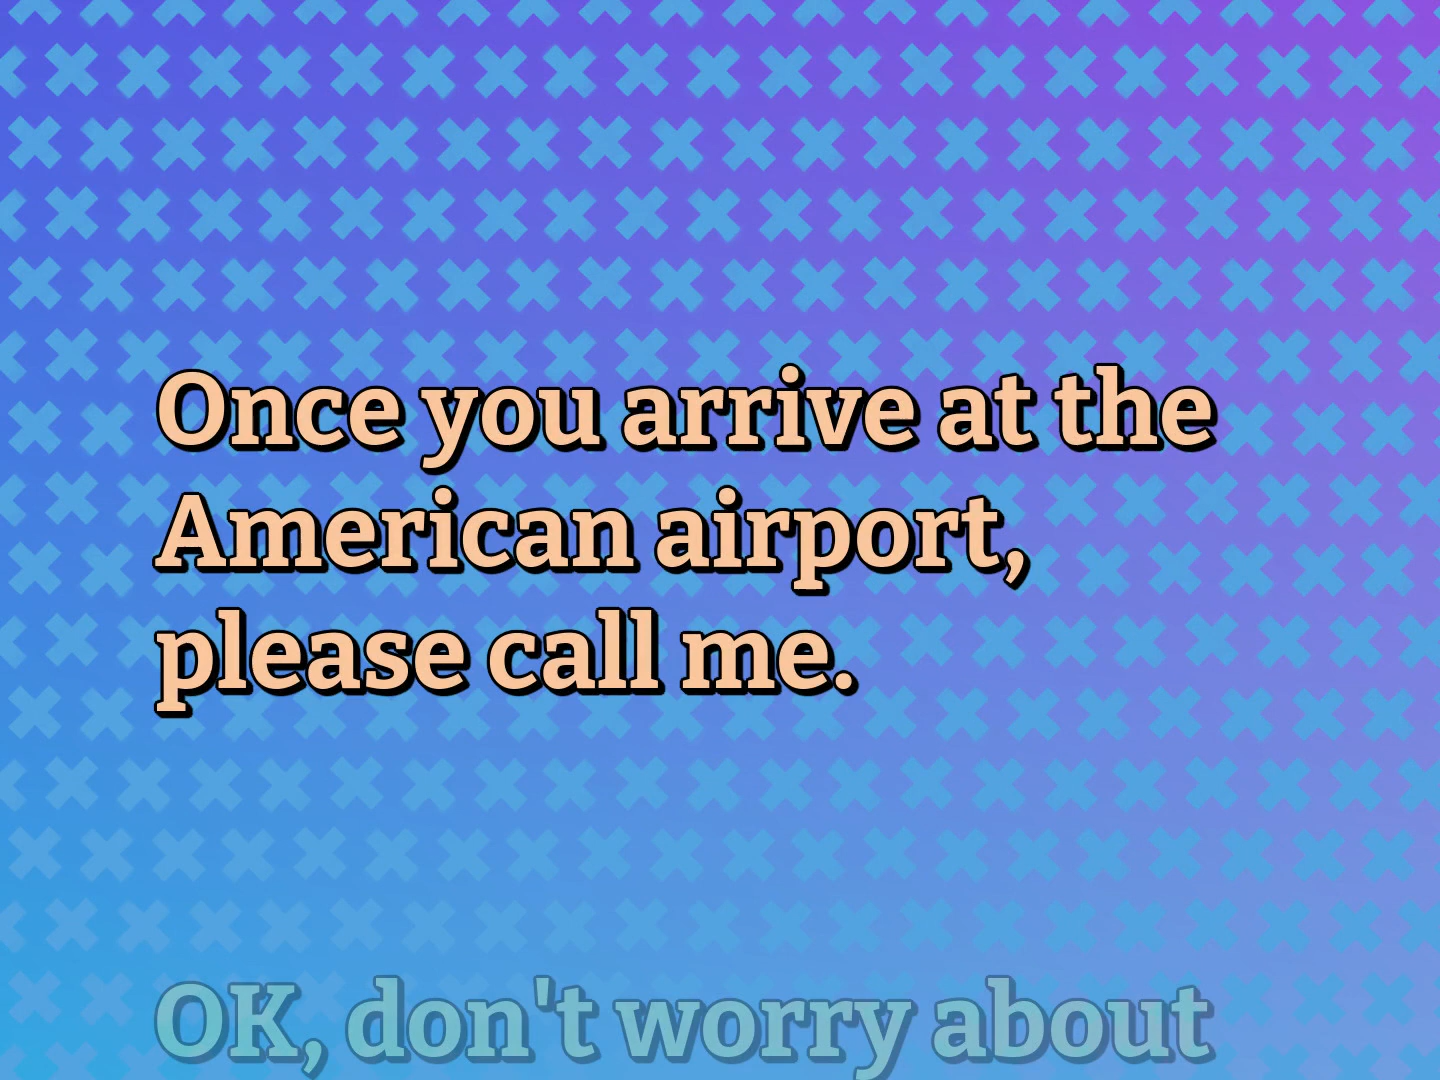 Once you arrive at the
American airport,
please call me.
OK, don't worry about